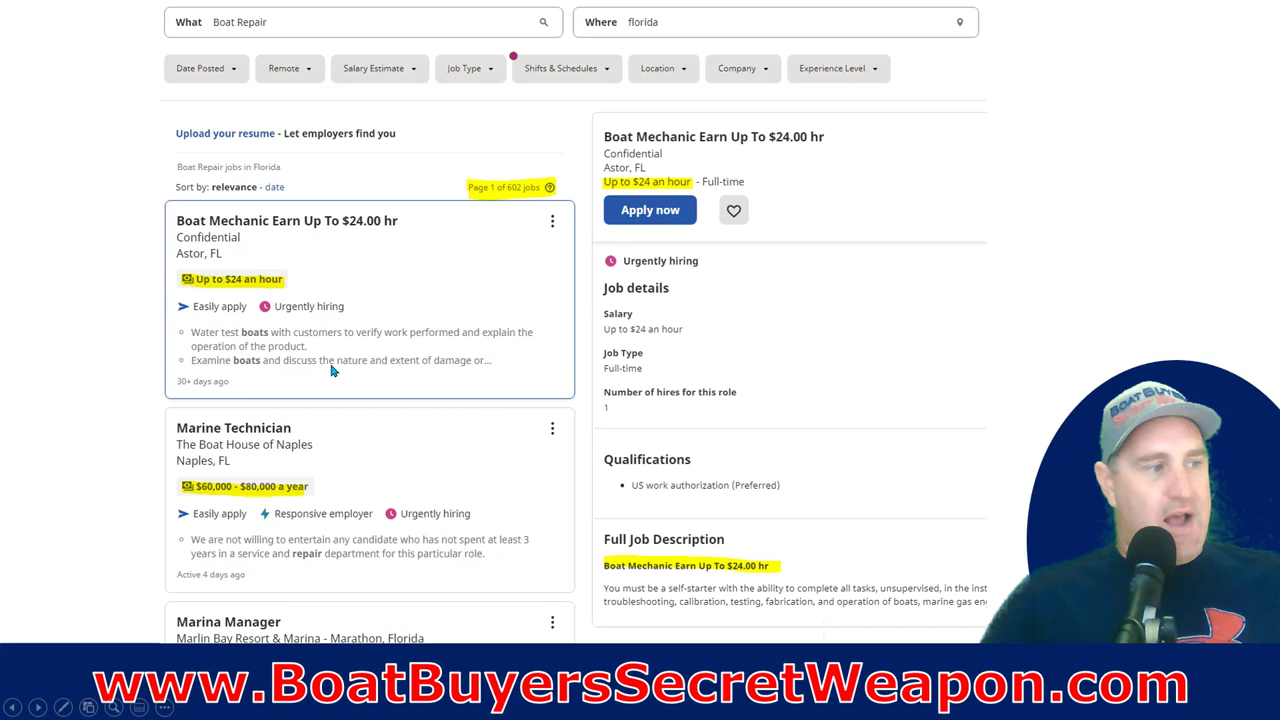 What Boat Repair
Where florida
Date Posted
Remote
Salary Estimate
Job Type
Shifts & Schedules
Location
Company
Experience Level
Upload your resume - Let employers find you
Boat Repair jobs in Florida
Sort by: relevance - date
Page 1 of 602 jobs
Boat Mechanic Earn Up To $24.00 hr
Confidential
Astor, FL
Up to $24 an hour
Easily apply
Urgently hiring
Water test boats with customers to verify work performed and explain the
operation of the product.
Examine boats and discuss the nature and extent of damage or...
30+ days ago
Marine Technician
The Boat House of Naples
Naples, FL
$60,000 - $80,000 a year
Easily apply
Responsive employer
Urgently hiring
We are not willing to entertain any candidate who has not spent at least 3
years in a service and repair department for this particular role.
Active 4 days ago
Marina Manager
Marlin Bay Resort & Marina - Marathon, Florida
Boat Mechanic Earn Up To $24.00 hr
Confidential
Astor, FL
Up to $24 an hour - Full-time
Apply now
Urgently hiring
Job details
Salary
Up to $24 an hour
Job Type
Full-time
Number of hires for this role
1
Qualifications
US work authorization (Preferred)
Full Job Description
Boat Mechanic Earn Up To $24.00 hr
You must be a self-starter with the ability to complete all tasks, unsupervised, in the inst
troubleshooting, calibration, testing, fabrication, and operation of boats, marine gas en
BOAT BUYERS
SECRET WEAPON
www.BoatBuyersSecretWeapon.com